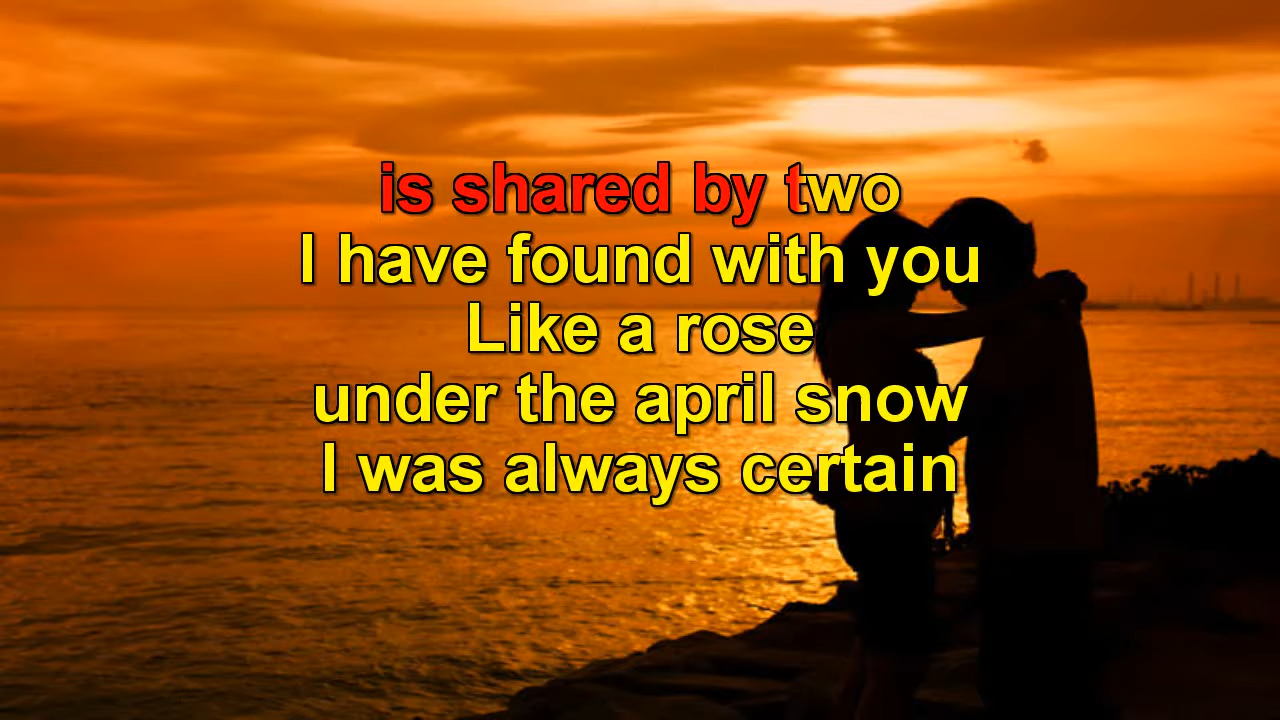 is shared by two
I have found with you
Like a rose
under the april snow
I was always certain